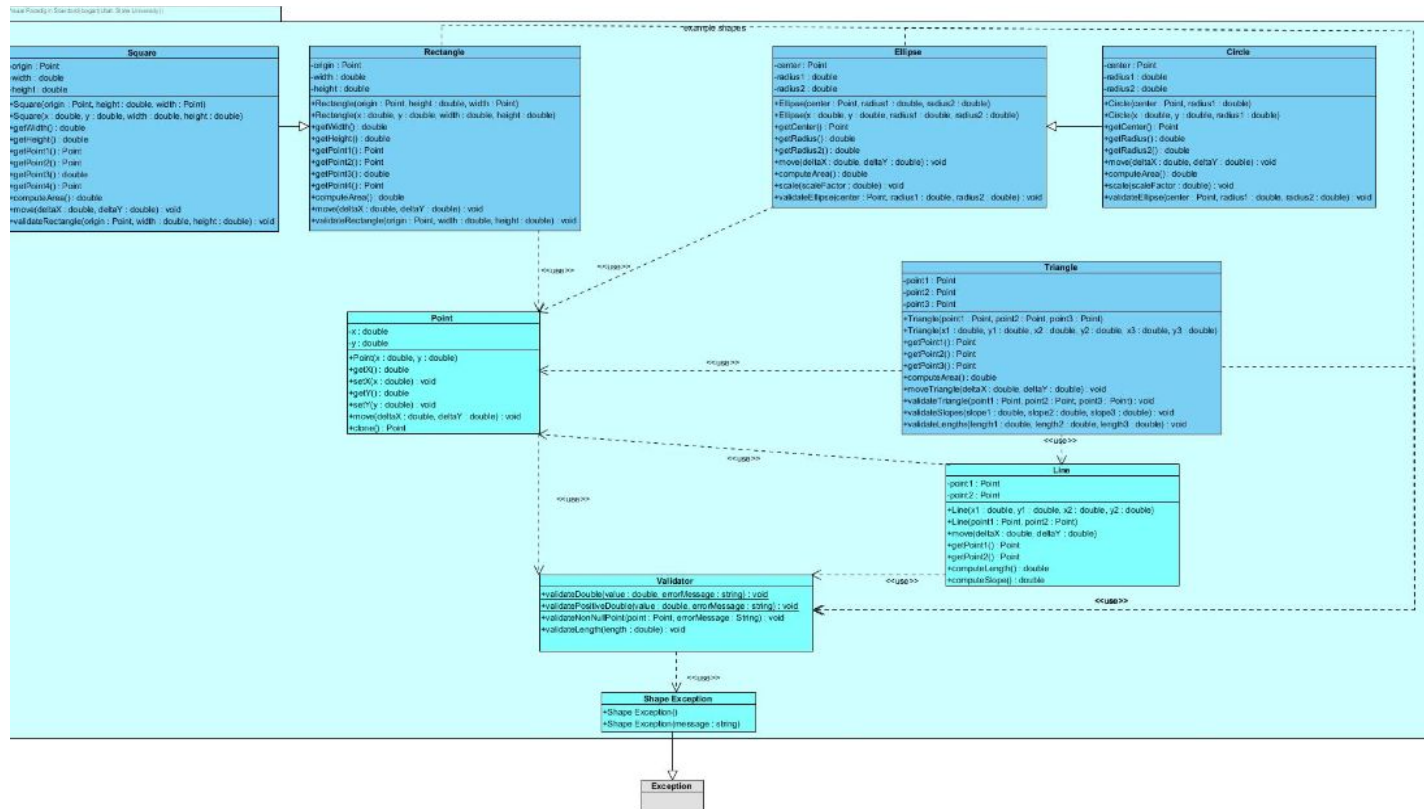 example shapes
Square
-origin : Point
-width : double
-height : double
+Square(origin : Point, height : double, width : Point)
+Square(x : double, y : double, width : double, height : double)
+getWidth() : double
+getHeight() : double
+getPoint1() : Point
+getPoint2() : Point
+getPoint3() : double
+getPoint4() : Point
+computeArea() : double
+move(deltaX : double, deltaY : double) : void
+validateRectangle(origin : Point, width : double, height : double) : void
Rectangle
-origin : Point
-width : double
-height : double
+Rectangle(origin : Point, height : double, width : Point)
+Rectangle(x : double, y : double, width : double, height : double)
+getWidth() : double
+getHeight() : double
+getPoint1() : Point
+getPoint2() : Point
+getPoint3() : double
+getPoint4() : Point
+computeArea() : double
+move(deltaX : double, deltaY : double) : void
+validateRectangle(origin : Point, width : double, height : double) : void
Ellipse
-center : Point
-radius1 : double
-radius2 : double
+Ellipse(center : Point, radius1 : double, radius2 : double)
+Ellipse(x : double, y : double, radius1 : double, radius2 : double)
+getCenter() : Point
+getRadius() : double
+getRadius2() : double
+move(deltaX : double, deltaY : double) : void
+computeArea() : double
+scale(scaleFactor : double) : void
+validateEllipse(center : Point, radius1 : double, radius2 : double) : void
Circle
-center : Point
-radius1 : double
-radius2 : double
+Circle(center : Point, radius1 : double)
+Circle(x : double, y : double, radius1 : double)
+getCenter() : Point
+getRadius() : double
+getRadius2() : double
+move(deltaX : double, deltaY : double) : void
+computeArea() : double
+scale(scaleFactor : double) : void
+validateEllipse(center : Point, radius1 : double, radius2 : double) : void
<<use>>
<<use>>
Triangle
-point1 : Point
-point2 : Point
-point3 : Point
+Triangle(point1 : Point, point2 : Point, point3 : Point)
+Triangle(x1 : double, y1 : double, x2 : double, y2 : double, x3 : double, y3 : double)
+getPoint1() : Point
+getPoint2() : Point
+getPoint3() : Point
+computeArea() : double
+moveTriangle(deltaX : double, deltaY : double) : void
+validateTriangle(point1 : Point, point2 : Point, point3 : Point) : void
+validateSlopes(slope1 : double, slope2 : double, slope3 : double) : void
+validateLengths(length1 : double, length2 : double, length3 : double) : void
Point
-x : double
-y : double
+Point(x : double, y : double)
+getX() : double
+setX(x : double) : void
+getY() : double
+setY(y : double) : void
+move(deltaX : double, deltaY : double) : void
+clone() : Point
<<use>>
<<use>>
<<use>>
<<use>>
Line
-point1 : Point
-point2 : Point
+Line(x1 : double, y1 : double, x2 : double, y2 : double)
+Line(point1 : Point, point2 : Point)
+move(deltaX : double, deltaY : double)
+getPoint1() : Point
+getPoint2() : Point
+computeLength() : double
+computeSlope() : double
<<use>>
<<use>>
Validator
+validateDouble(value : double, errorMessage : string) : void
+validatePositiveDouble(value : double, errorMessage : string) : void
+validateNonNullPoint(point : Point, errorMessage : String) : void
+validateLength(length : double) : void
<<use>>
Shape Exception
+Shape Exception()
+Shape Exception(message : string)
Exception